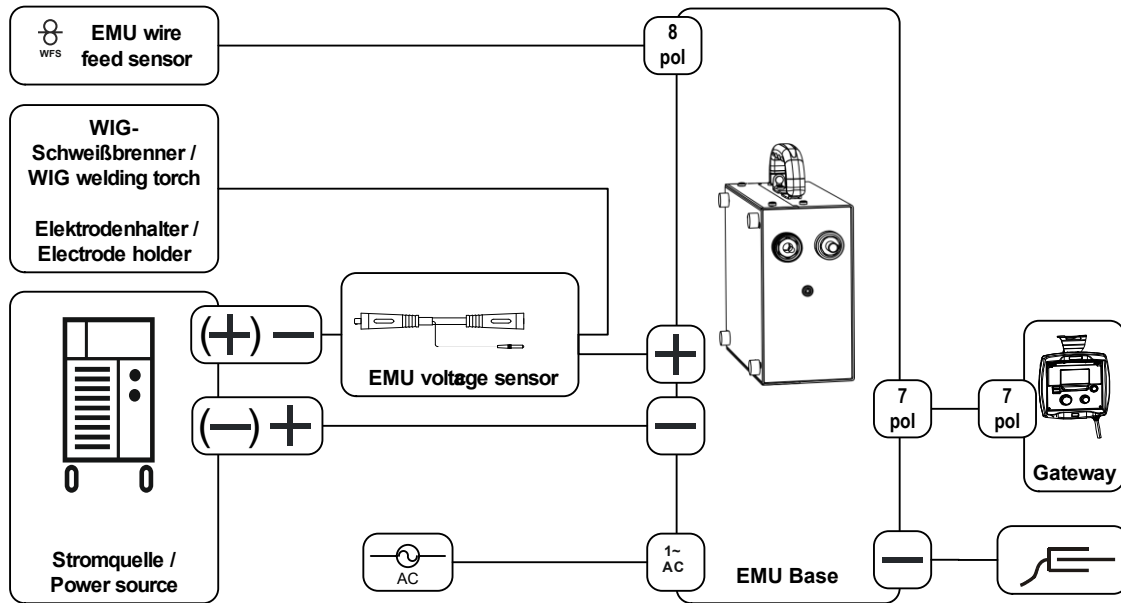 EMU wire
feed sensor
WFS
8
pol
WIG-
Schweißbrenner /
WIG welding torch
Elektrodenhalter /
Electrode holder
(+) −
EMU voltage sensor
+
(−) +
−
Stromquelle /
Power source
AC
1~
AC
EMU Base
7
pol
7
pol
Gateway
−